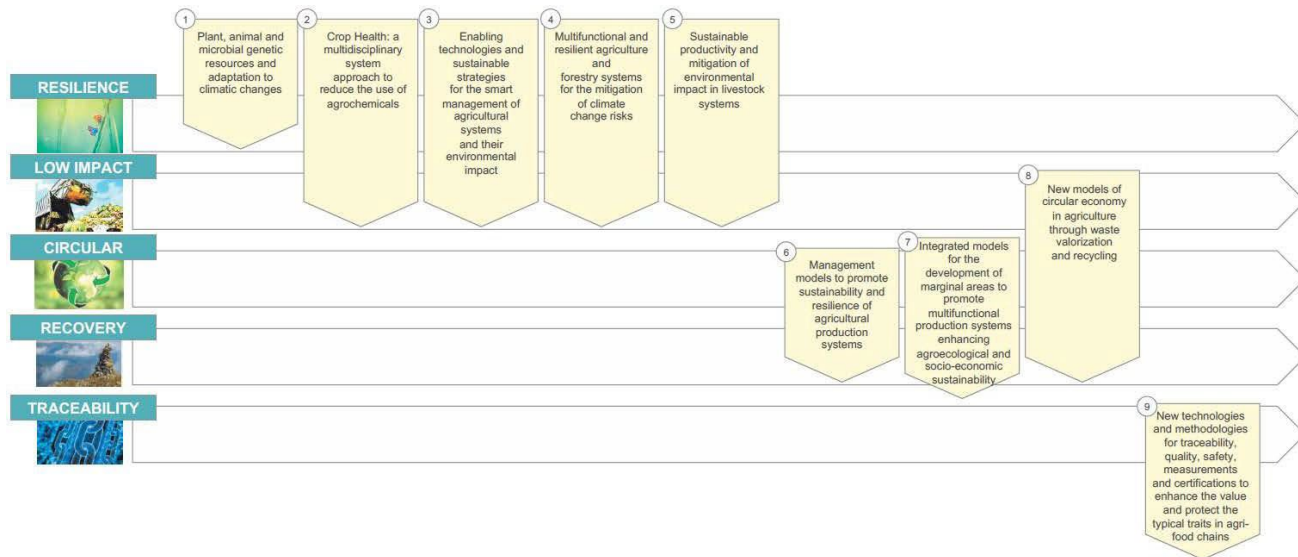 1
Plant, animal and
microbial genetic
resources and
adaptation to
climatic changes
2
Crop Health: a
multidisciplinary
system
approach to
reduce the use of
agrochemicals
3
Enabling
technologies and
sustainable
strategies
for the smart
management of
agricultural
systems
and their
environmental
impact
4
Multifunctional and
resilient agriculture
and
forestry systems
for the mitigation
of climate
change risks
5
Sustainable
productivity and
mitigation of
environmental
impact in livestock
systems
RESILIENCE
LOW IMPACT
8
New models of
circular economy
in agriculture
through waste
valorization
and recycling
CIRCULAR
6
Management
models to promote
sustainability and
resilience of
agricultural
production
systems
7
Integrated models
for the
development of
marginal areas to
promote
multifunctional
production systems
enhancing
agroecological and
socio-economic
sustainability
RECOVERY
TRACEABILITY
9
New technologies
and methodologies
for traceability,
quality, safety,
measurements
and certifications to
enhance the value
and protect the
typical traits in agri-
food chains